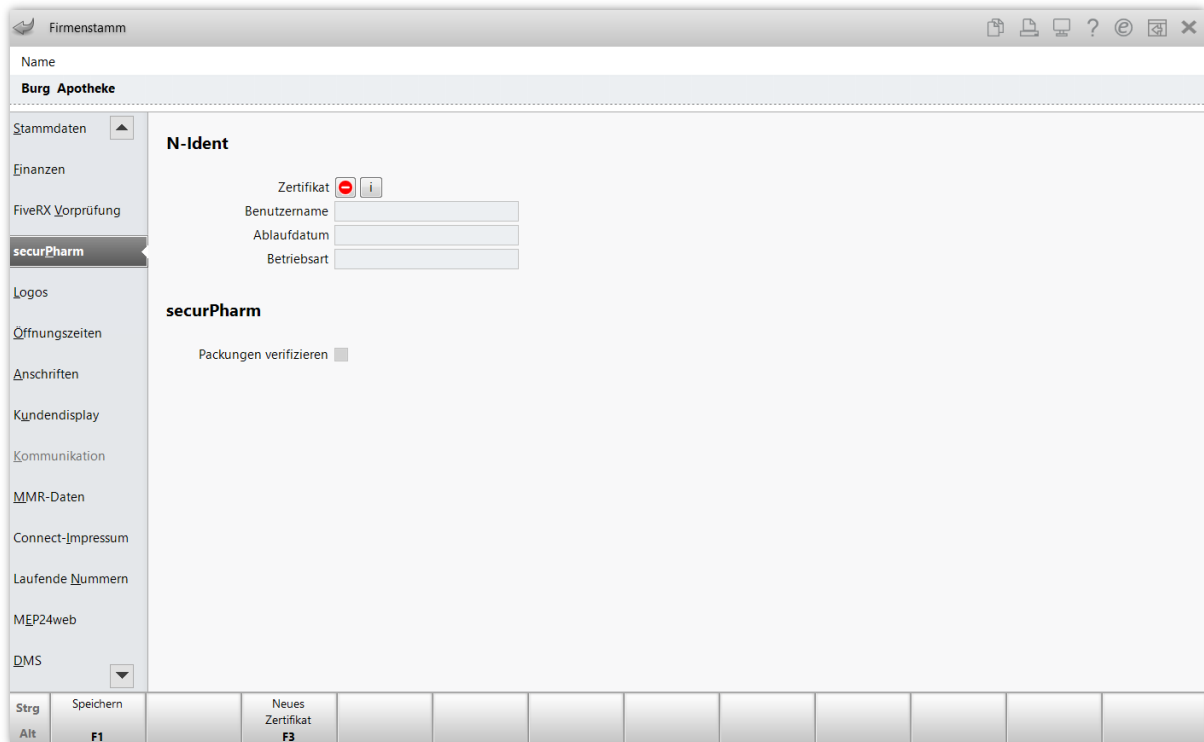 Firmenstamm
Name
Burg Apotheke
Stammdaten
Finanzen
FiveRX Vorprüfung
securPharm
Logos
Öffnungszeiten
Anschriften
Kundendisplay
Kommunikation
MMR-Daten
Connect-Impressum
Laufende Nummern
MEP24web
DMS
N-Ident
Zertifikat i
Benutzername
Ablaufdatum
Betriebsart
securPharm
Packungen verifizieren
Strg
Alt
Speichern
F1
Neues
Zertifikat
F3